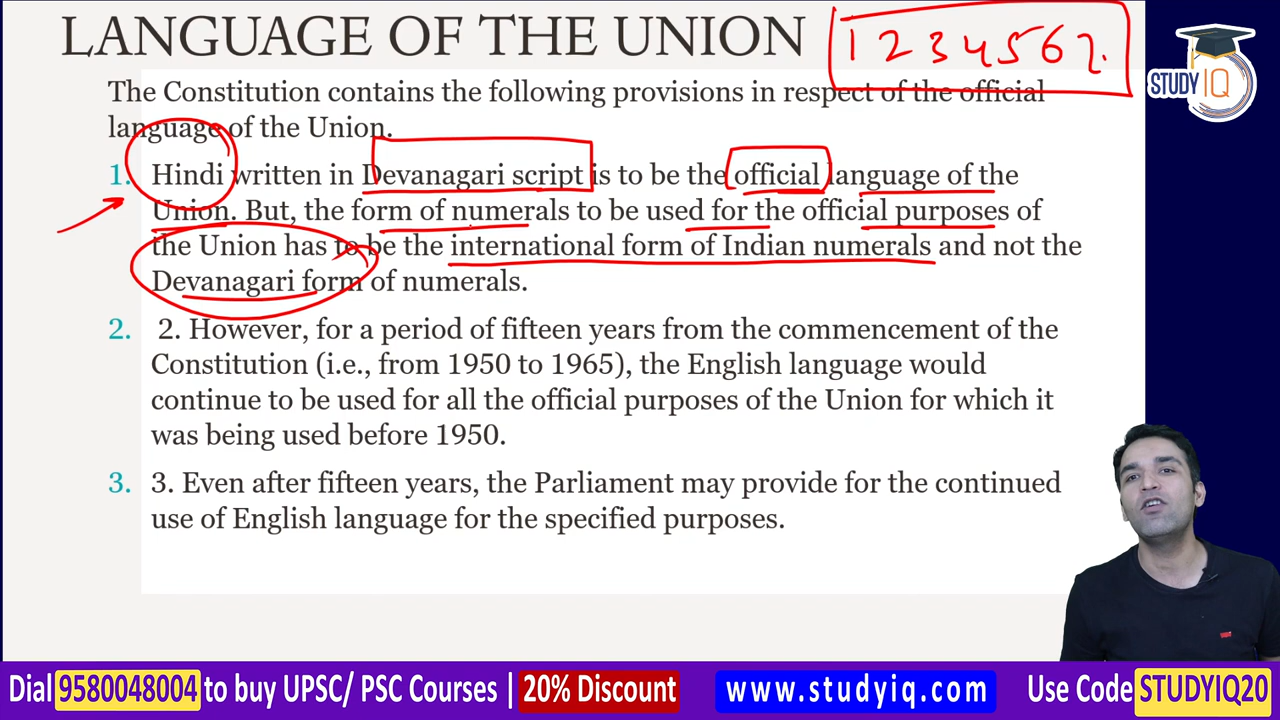 LANGUAGE OF THE UNION
1 2 3 4 5 6 7.
STUDY IQ
The Constitution contains the following provisions in respect of the official
language of the Union.
1. Hindi written in Devanagari script is to be the official language of the
Union. But, the form of numerals to be used for the official purposes of
the Union has to be the international form of Indian numerals and not the
Devanagari form of numerals.
2. 2. However, for a period of fifteen years from the commencement of the
Constitution (i.e., from 1950 to 1965), the English language would
continue to be used for all the official purposes of the Union for which it
was being used before 1950.
3. 3. Even after fifteen years, the Parliament may provide for the continued
use of English language for the specified purposes.
Dial 9580048004 to buy UPSC/ PSC Courses | 20% Discount www.studyiq.com Use Code STUDYIQ20